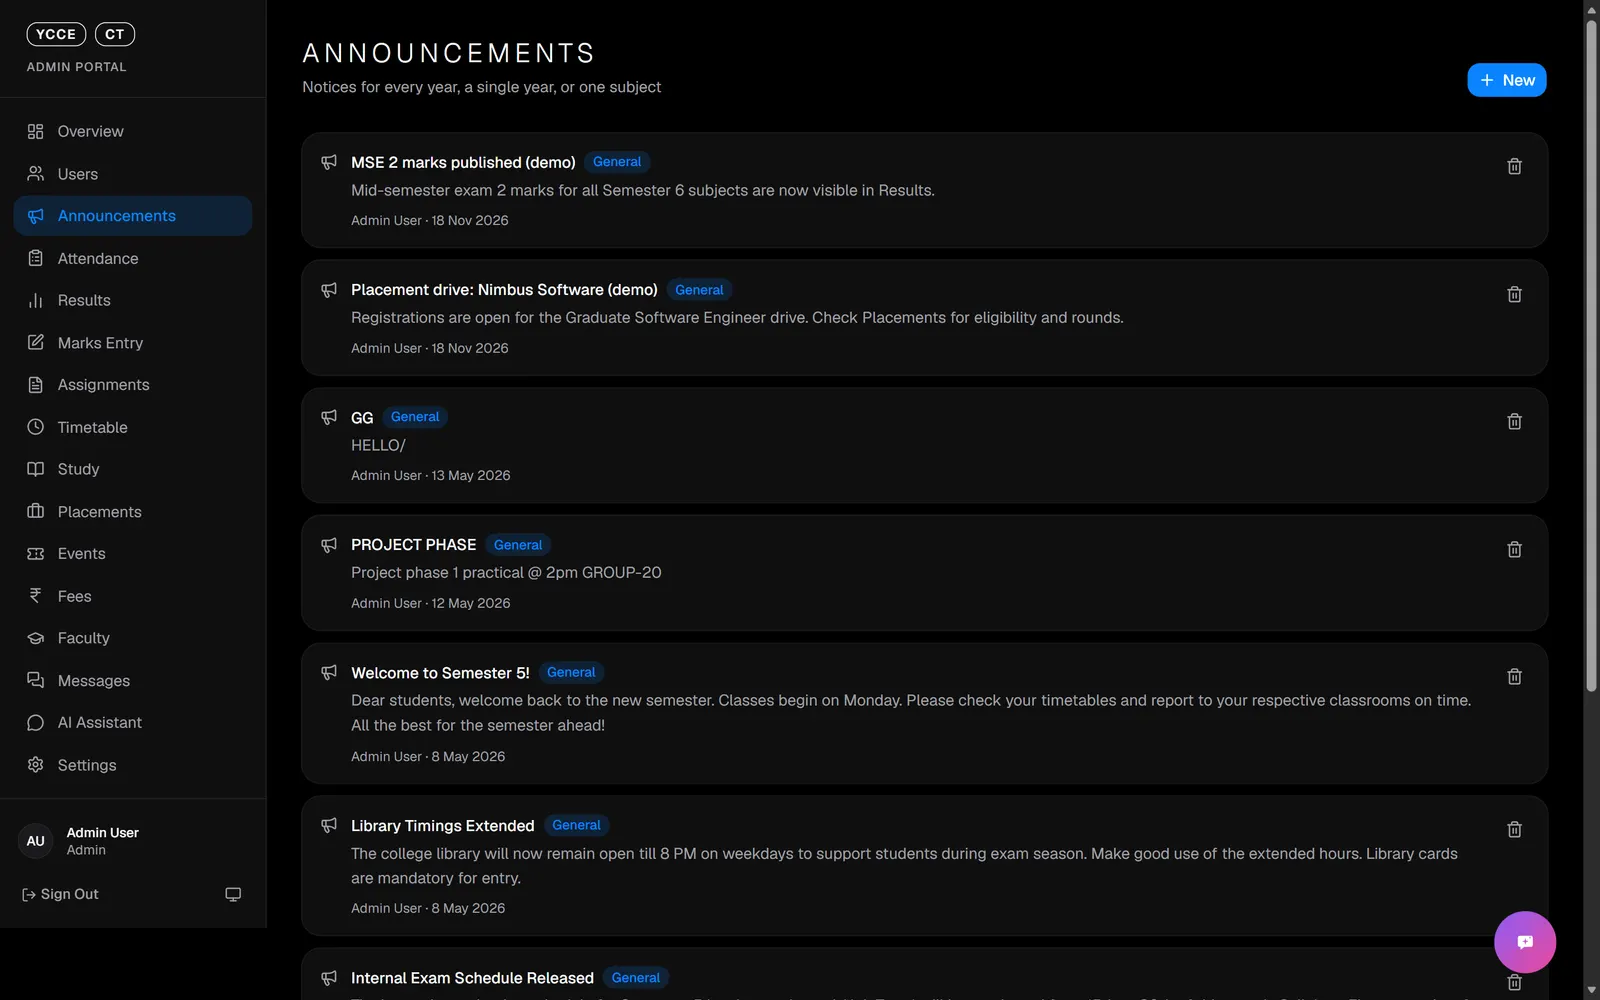 YCCE CT
ADMIN PORTAL
Overview
Users
Announcements
Attendance
Results
Marks Entry
Assignments
Timetable
Study
Placements
Events
Fees
Faculty
Messages
AI Assistant
Settings
AU
Admin User
Admin
Sign Out
ANNOUNCEMENTS
Notices for every year, a single year, or one subject
New
MSE 2 marks published (demo) General
Mid-semester exam 2 marks for all Semester 6 subjects are now visible in Results.
Admin User · 18 Nov 2026
Placement drive: Nimbus Software (demo) General
Registrations are open for the Graduate Software Engineer drive. Check Placements for eligibility and rounds.
Admin User · 18 Nov 2026
GG General
HELLO/
Admin User · 13 May 2026
PROJECT PHASE General
Project phase 1 practical @ 2pm GROUP-20
Admin User · 12 May 2026
Welcome to Semester 5! General
Dear students, welcome back to the new semester. Classes begin on Monday. Please check your timetables and report to your respective classrooms on time.
All the best for the semester ahead!
Admin User · 8 May 2026
Library Timings Extended General
The college library will now remain open till 8 PM on weekdays to support students during exam season. Make good use of the extended hours. Library cards
are mandatory for entry.
Admin User · 8 May 2026
Internal Exam Schedule Released General